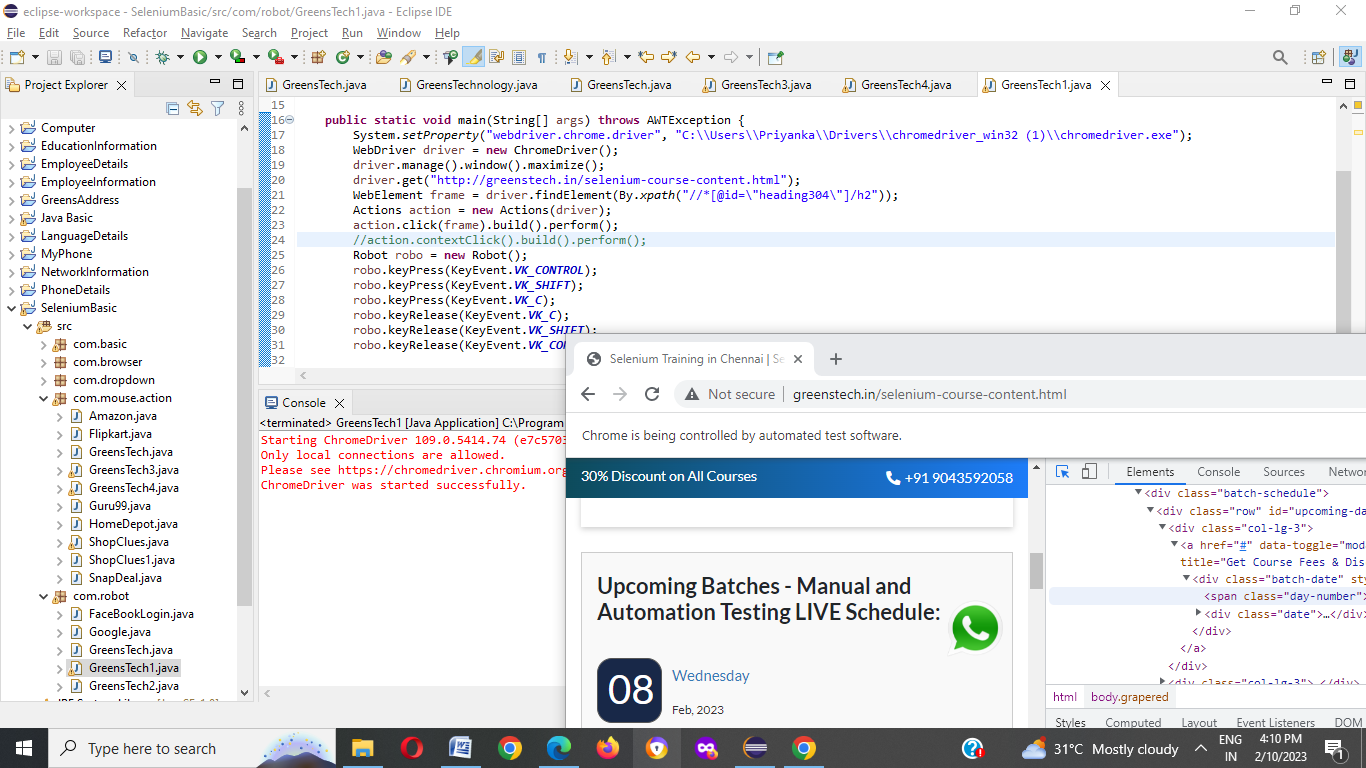 eclipse-workspace - SeleniumBasic/src/com/robot/GreensTech1.java - Eclipse IDE
File Edit Source Refactor Navigate Search Project Run Window Help
Project Explorer
Computer
EducationInformation
EmployeeDetails
EmployeeInformation
GreensAddress
Java Basic
LanguageDetails
MyPhone
NetworkInformation
PhoneDetails
SeleniumBasic
src
com.basic
com.browser
com.dropdown
com.mouse.action
Amazon.java
Flipkart.java
GreensTech.java
GreensTech3.java
GreensTech4.java
Guru99.java
HomeDepot.java
ShopClues.java
ShopClues1.java
SnapDeal.java
com.robot
FaceBookLogin.java
Google.java
GreensTech.java
GreensTech1.java
GreensTech2.java
GreensTech.java GreensTechnology.java GreensTech.java GreensTech3.java GreensTech4.java GreensTech1.java
15
16 public static void main(String[] args) throws AWTException {
17 System.setProperty("webdriver.chrome.driver", "C:\\Users\\Priyanka\\Drivers\\chromedriver_win32 (1)\\chromedriver.exe");
18 WebDriver driver = new ChromeDriver();
19 driver.manage().window().maximize();
20 driver.get("http://greenstech.in/selenium-course-content.html");
21 WebElement frame = driver.findElement(By.xpath("//*[@id=\"heading304\"]/h2"));
22 Actions action = new Actions(driver);
23 action.click(frame).build().perform();
24 //action.contextClick().build().perform();
25 Robot robo = new Robot();
26 robo.keyPress(KeyEvent.VK_CONTROL);
27 robo.keyPress(KeyEvent.VK_SHIFT);
28 robo.keyPress(KeyEvent.VK_C);
29 robo.keyRelease(KeyEvent.VK_C);
30 robo.keyRelease(KeyEvent.VK_SHIFT);
31 robo.keyRelease(KeyEvent.VK_CO
32
Console
<terminated> GreensTech1 [Java Application] C:\Program
Starting ChromeDriver 109.0.5414.74 (e7c5703
Only local connections are allowed.
Please see https://chromedriver.chromium.org
ChromeDriver was started successfully.
Selenium Training in Chennai | Se
Not secure greenstech.in/selenium-course-content.html
Chrome is being controlled by automated test software.
30% Discount on All Courses +91 9043592058
Upcoming Batches - Manual and
Automation Testing LIVE Schedule:
08 Wednesday
Feb, 2023
Elements Console Sources Networ
<div class="batch-schedule">
<div class="row" id="upcoming-da
<div class="col-lg-3">
<a href="#" data-toggle="mod
title="Get Course Fees & Dis
<div class="batch-date" sty
<span class="day-number">
<div class="date">…</div>
</div>
</a>
</div>
<div class="col-lg-3">…</div>
html body.grapered
Styles Computed Layout Event Listeners DOM
Type here to search
31°C Mostly cloudy
ENG
IN
4:10 PM
2/10/2023
1